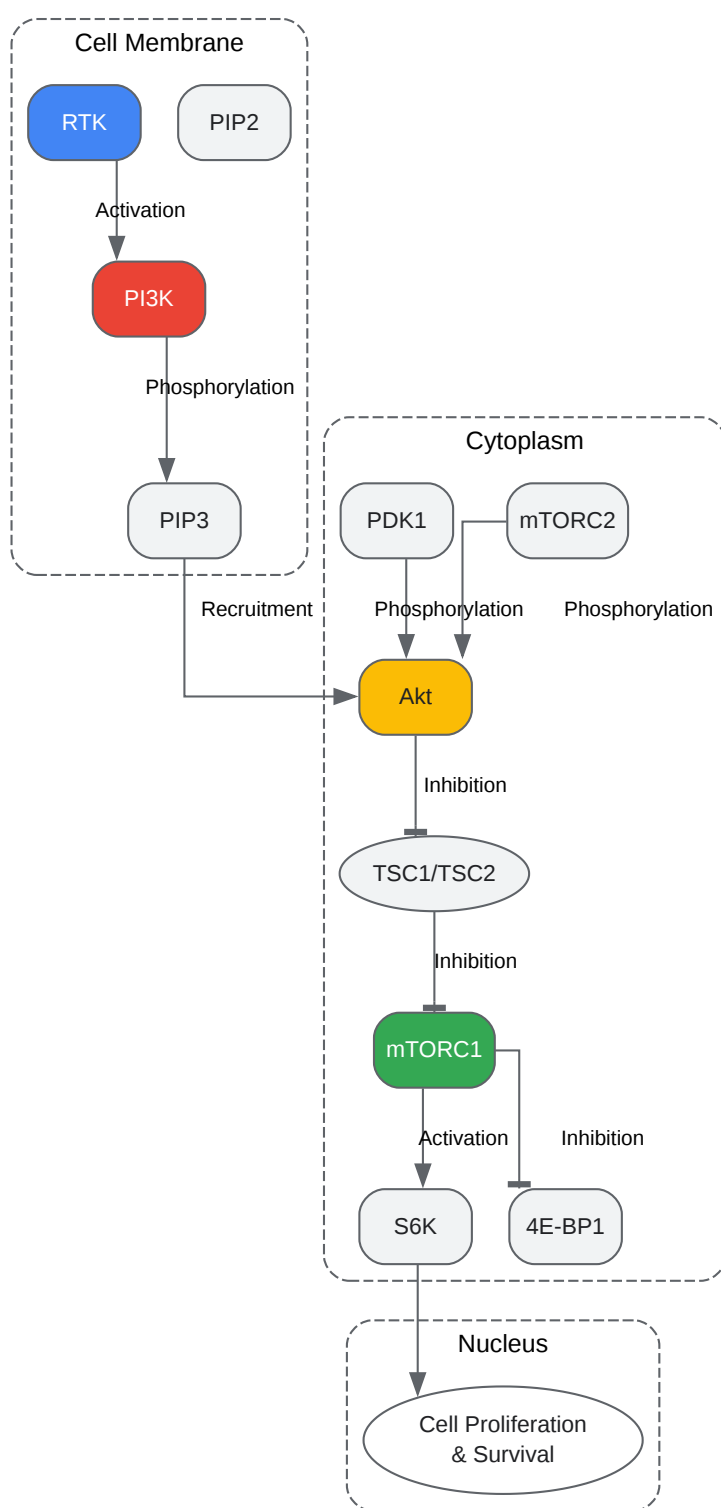 Cell Membrane
RTK
PIP2
Activation
PI3K
Phosphorylation
PIP3
Cytoplasm
PDK1
mTORC2
Recruitment
Phosphorylation
Phosphorylation
Akt
Inhibition
TSC1/TSC2
Inhibition
mTORC1
Activation
Inhibition
S6K
4E-BP1
Nucleus
Cell Proliferation
& Survival